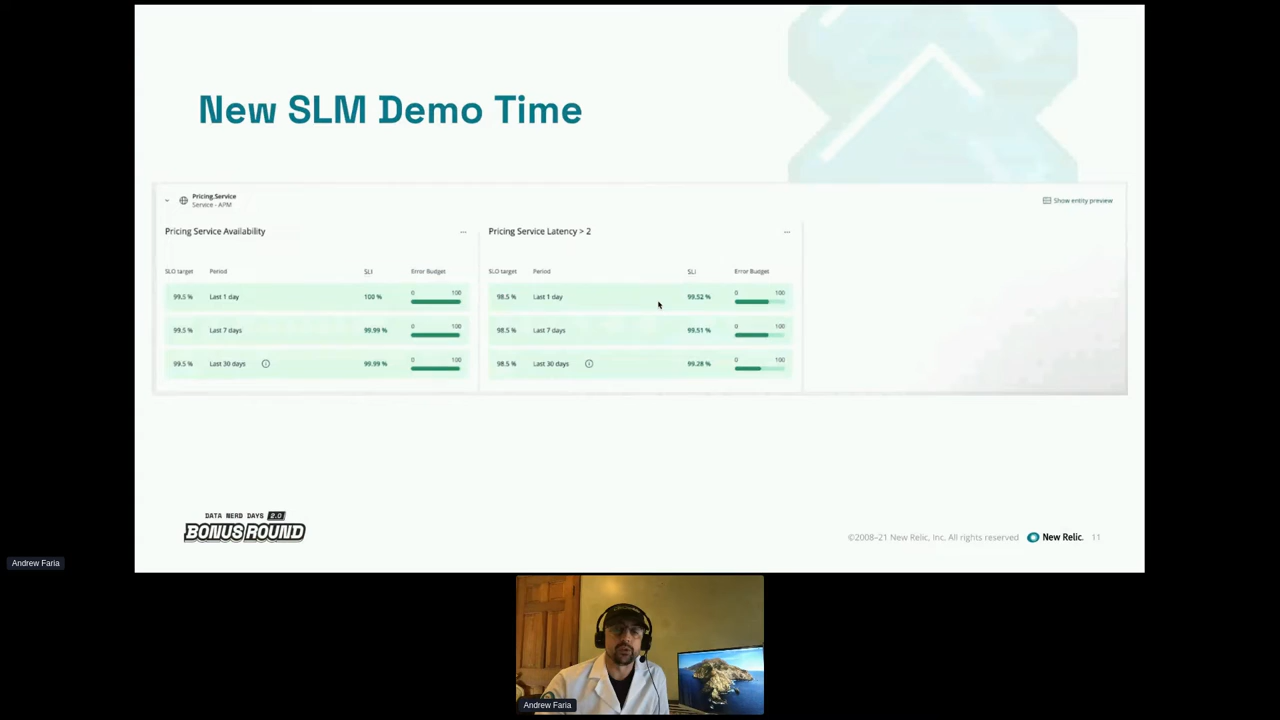 New SLM Demo Time
Pricing.Service
Service - APM
Show entity preview
Pricing Service Availability
...
Pricing Service Latency > 2
...
SLO target Period SLI Error Budget
SLO target Period SLI Error Budget
99.5 % Last 1 day 100 % 0 100
98.5 % Last 1 day 99.52 % 0 100
99.5 % Last 7 days 99.99 % 0 100
98.5 % Last 7 days 99.51 % 0 100
99.5 % Last 30 days 99.99 % 0 100
98.5 % Last 30 days 99.28 % 0 100
DATA NERD DAYS 2.0
BONUS ROUND
©2008–21 New Relic, Inc. All rights reserved New Relic. 11
Andrew Faria
Andrew Faria